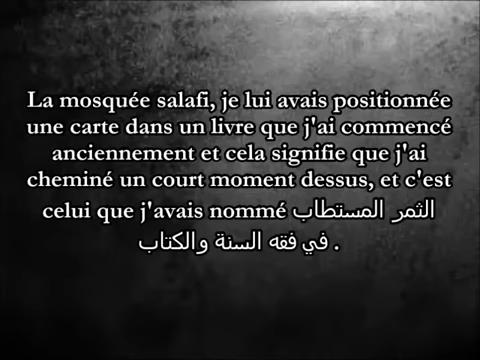 La mosquée salafi, je lui avais positionnée
une carte dans un livre que j'ai commencé
anciennement et cela signifie que j'ai
cheminé un court moment dessus, et c'est
celui que j'avais nommé الثمر المستطاب
في فقه السنة والكتاب .